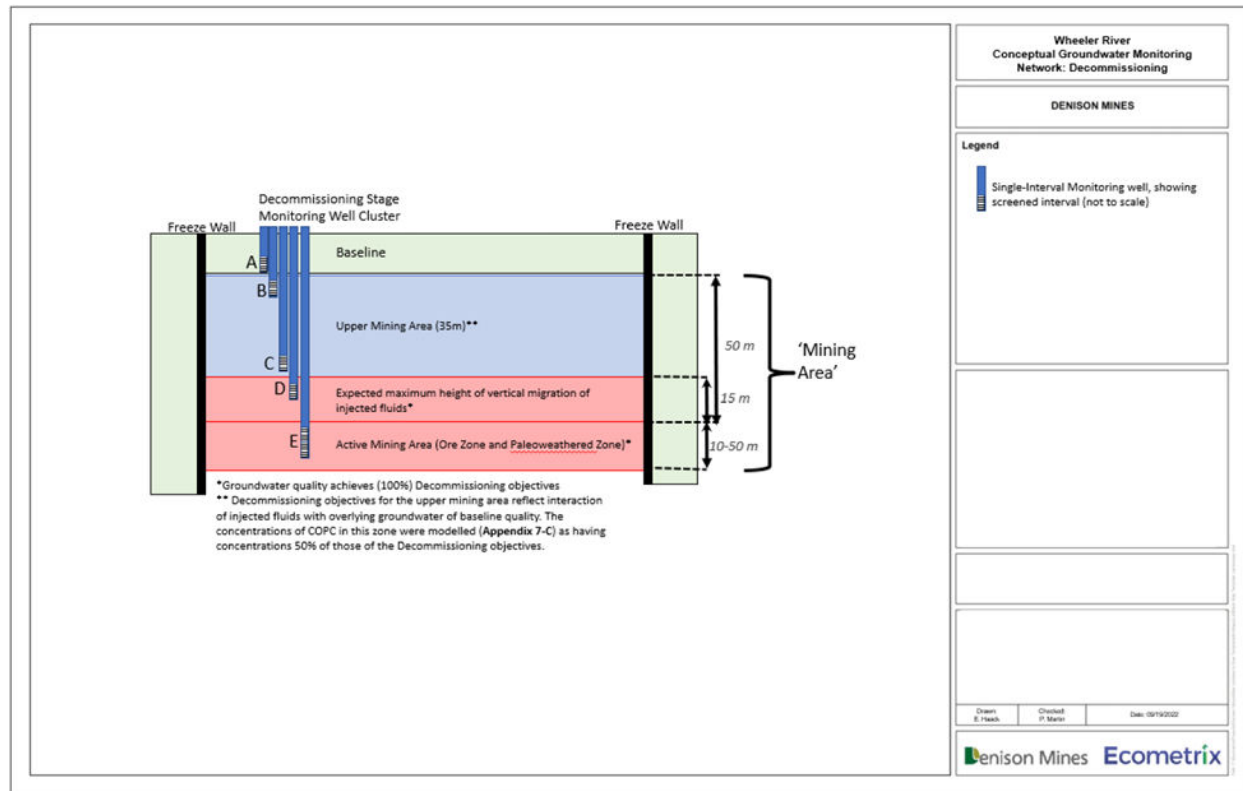 Wheeler River
Conceptual Groundwater Monitoring
Network: Decommissioning
DENISON MINES
Legend
Single-Interval Monitoring well, showing
screened interval (not to scale)
Decommissioning Stage
Monitoring Well Cluster
Freeze Wall
Freeze Wall
A
Baseline
B
Upper Mining Area (35m)**
50 m
'Mining
Area'
C
D
Expected maximum height of vertical migration of
injected fluids*
15 m
E
Active Mining Area (Ore Zone and Paleoweathered Zone)*
10-50 m
*Groundwater quality achieves (100%) Decommissioning objectives
** Decommissioning objectives for the upper mining area reflect interaction
of injected fluids with overlying groundwater of baseline quality. The
concentrations of COPC in this zone were modelled (Appendix 7-C) as having
concentrations 50% of those of the Decommissioning objectives.
Drawn:
E. Haack
Checked:
P. Martin
Date: 09/19/2022
Denison Mines
Ecometrix